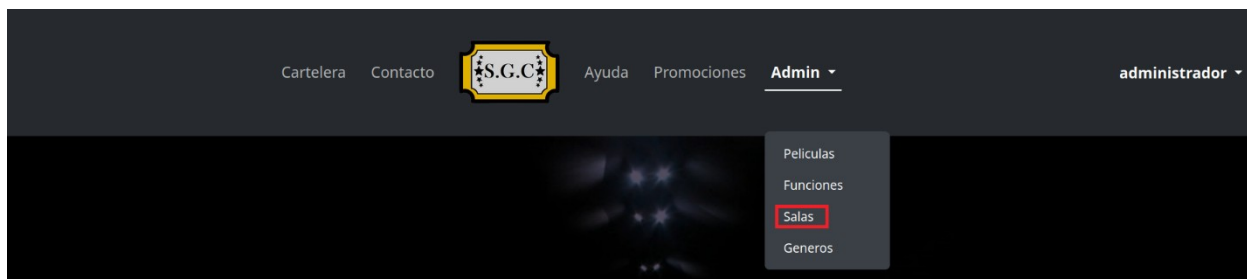 Cartelera Contacto S.G.C Ayuda Promociones Admin administrador
Peliculas
Funciones
Salas
Generos